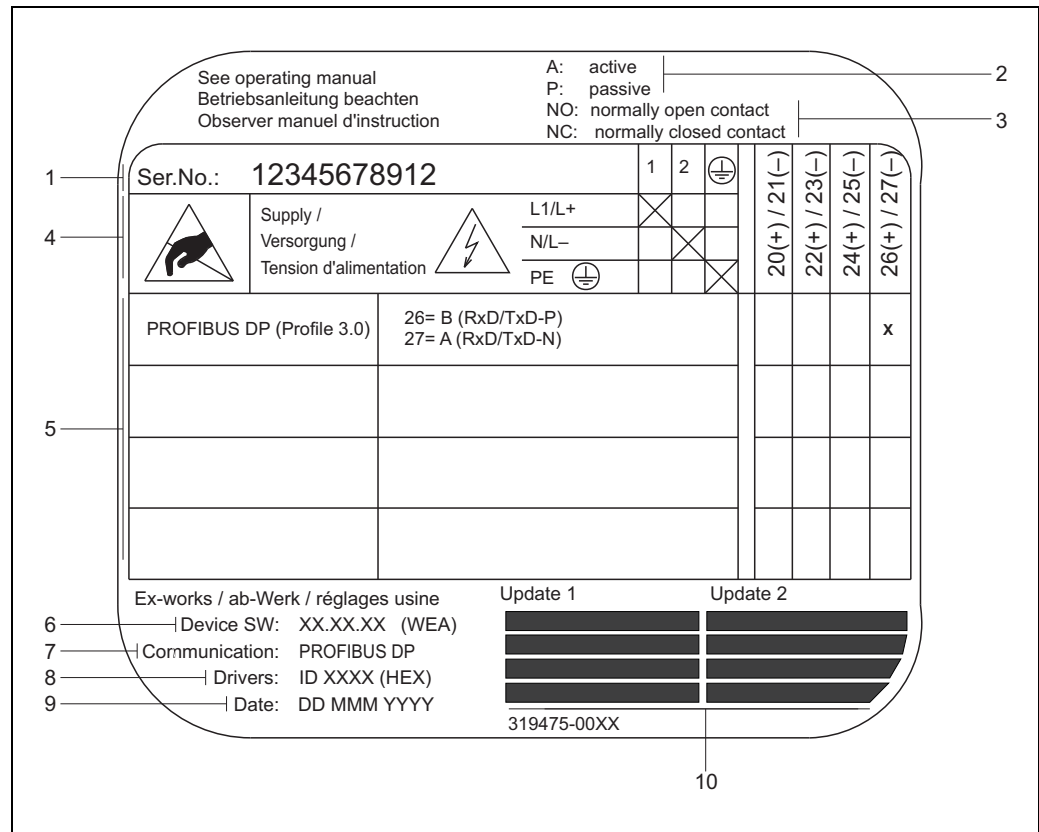 See operating manual
Betriebsanleitung beachten
Observer manuel d'instruction
A: active
P: passive
NO: normally open contact
NC: normally closed contact
2
3
1
Ser.No.: 12345678912
1 2
20(+) / 21(–)
22(+) / 23(–)
24(+) / 25(–)
26(+) / 27(–)
4
Supply /
Versorgung /
Tension d'alimentation
L1/L+
N/L–
PE
5
PROFIBUS DP (Profile 3.0)
26= B (RxD/TxD-P)
27= A (RxD/TxD-N)
x
Ex-works / ab-Werk / réglages usine
Update 1
Update 2
6
Device SW: XX.XX.XX (WEA)
7
Communication: PROFIBUS DP
8
Drivers: ID XXXX (HEX)
9
Date: DD MMM YYYY
319475-00XX
10